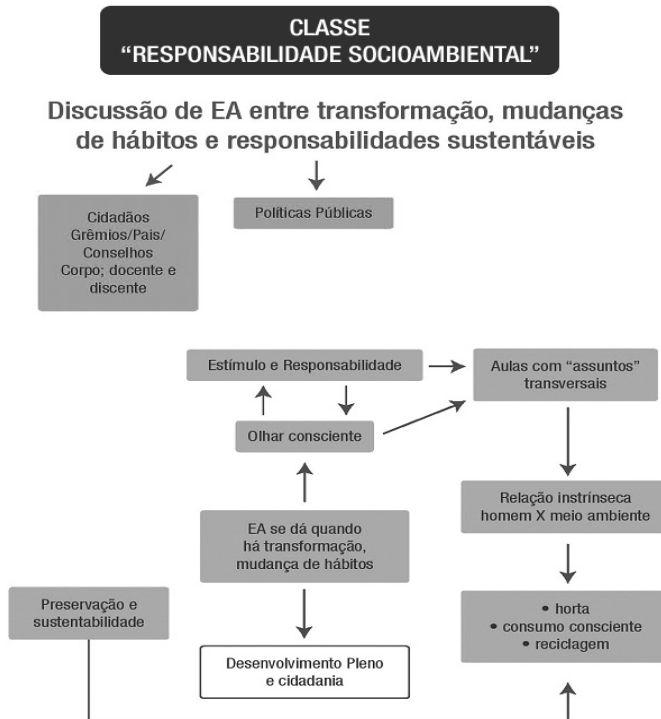 CLASSE
“RESPONSABILIDADE SOCIOAMBIENTAL”
Discussão de EA entre transformação, mudanças
de hábitos e responsabilidades sustentáveis
Cidadãos
Grêmios/Pais/
Conselhos
Corpo; docente e
discente
Políticas Públicas
Estímulo e Responsabilidade
Aulas com “assuntos”
transversais
Olhar consciente
Relação instrínseca
homem X meio ambiente
EA se dá quando
há transformação,
mudança de hábitos
Preservação e
sustentabilidade
• horta
• consumo consciente
• reciclagem
Desenvolvimento Pleno
e cidadania